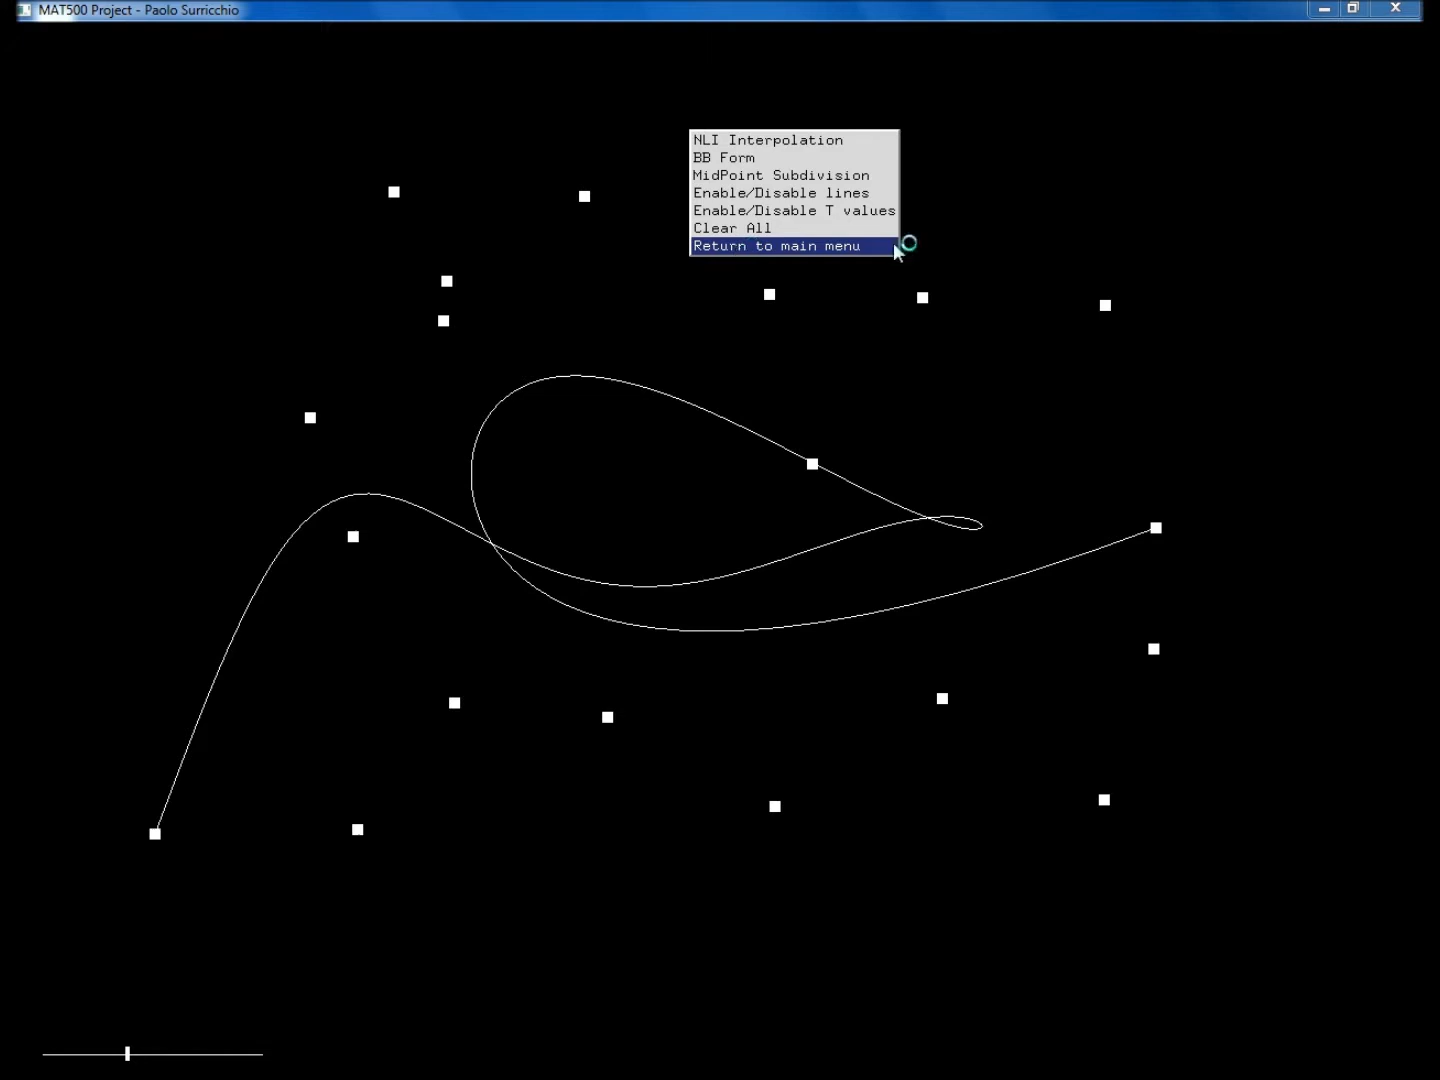 MAT500 Project - Paolo Surricchio
NLI Interpolation
BB Form
MidPoint Subdivision
Enable/Disable lines
Enable/Disable T values
Clear All
Return to main menu